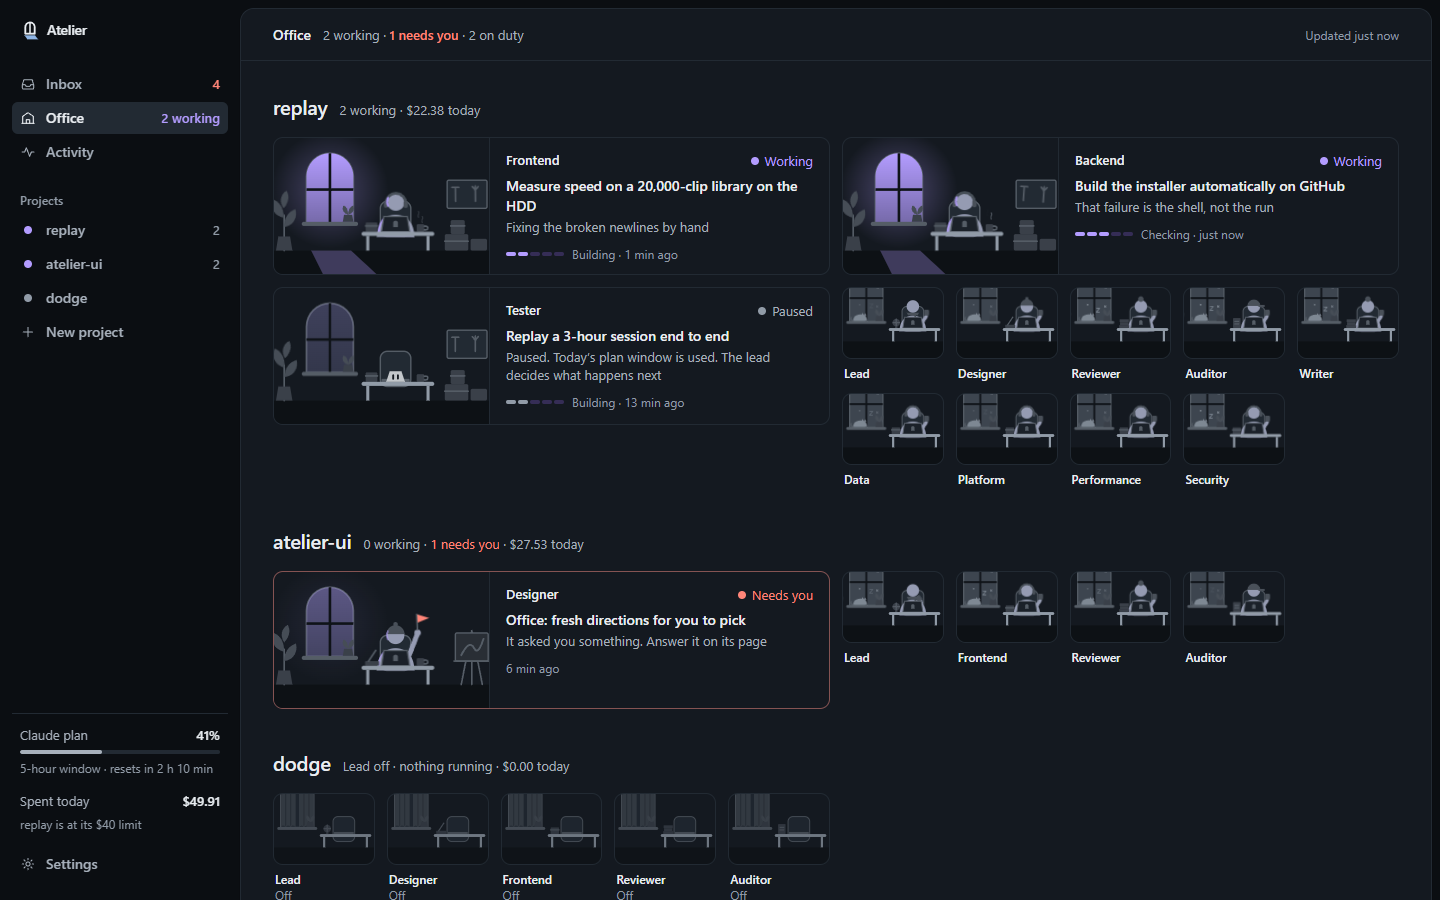 Atelier
Inbox 4
Office 2 working
Activity
Projects
replay 2
atelier-ui 2
dodge
New project
Claude plan 41%
5-hour window · resets in 2 h 10 min
Spent today $49.91
replay is at its $40 limit
Settings
Office 2 working · 1 needs you · 2 on duty
Updated just now
replay 2 working · $22.38 today
Frontend Working
Measure speed on a 20,000-clip library on the
HDD
Fixing the broken newlines by hand
Building · 1 min ago
Backend Working
Build the installer automatically on GitHub
That failure is the shell, not the run
Checking · just now
Tester Paused
Replay a 3-hour session end to end
Paused. Today's plan window is used. The lead
decides what happens next
Building · 13 min ago
Lead Designer Reviewer Auditor Writer
Data Platform Performance Security
atelier-ui 0 working · 1 needs you · $27.53 today
Designer Needs you
Office: fresh directions for you to pick
It asked you something. Answer it on its page
6 min ago
Lead Frontend Reviewer Auditor
dodge Lead off · nothing running · $0.00 today
Lead Designer Frontend Reviewer Auditor
Off Off Off Off Off